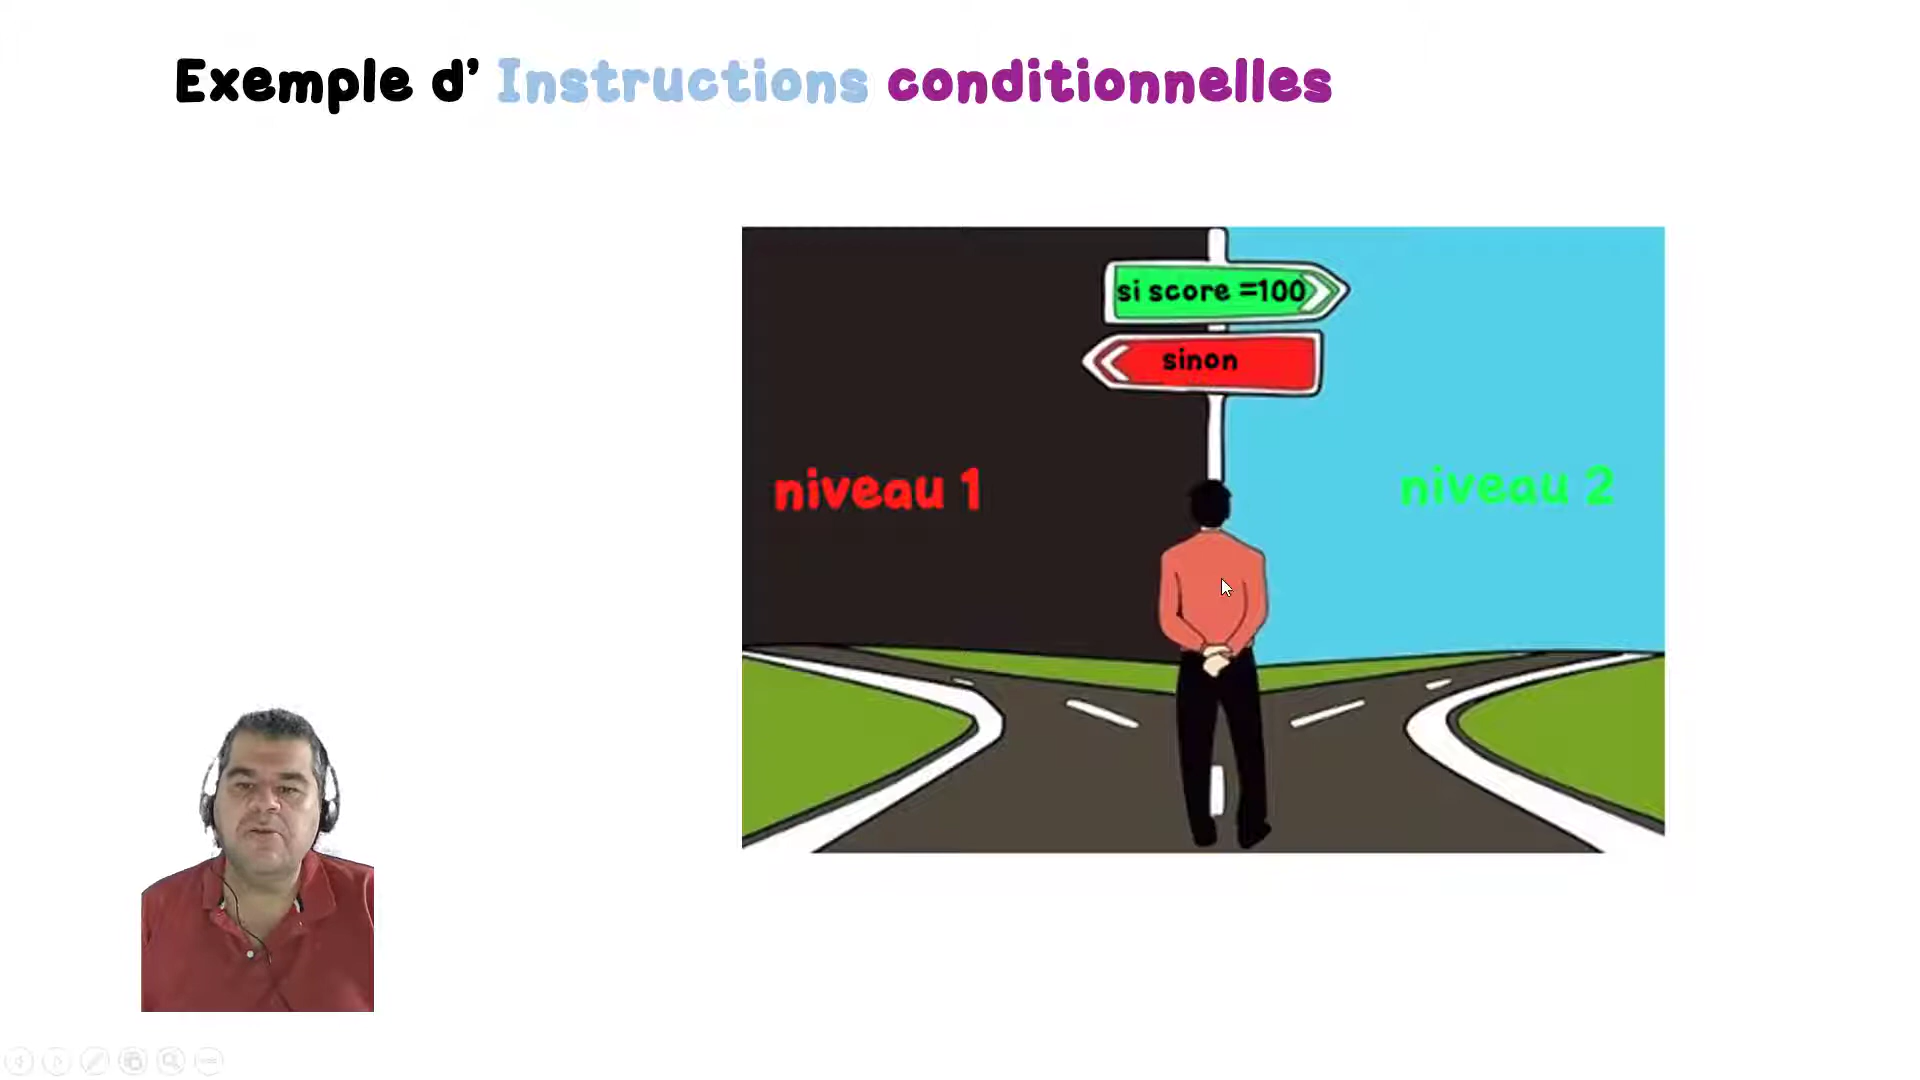 Exemple d' Instructions conditionnelles
si score =100
sinon
niveau 1
niveau 2